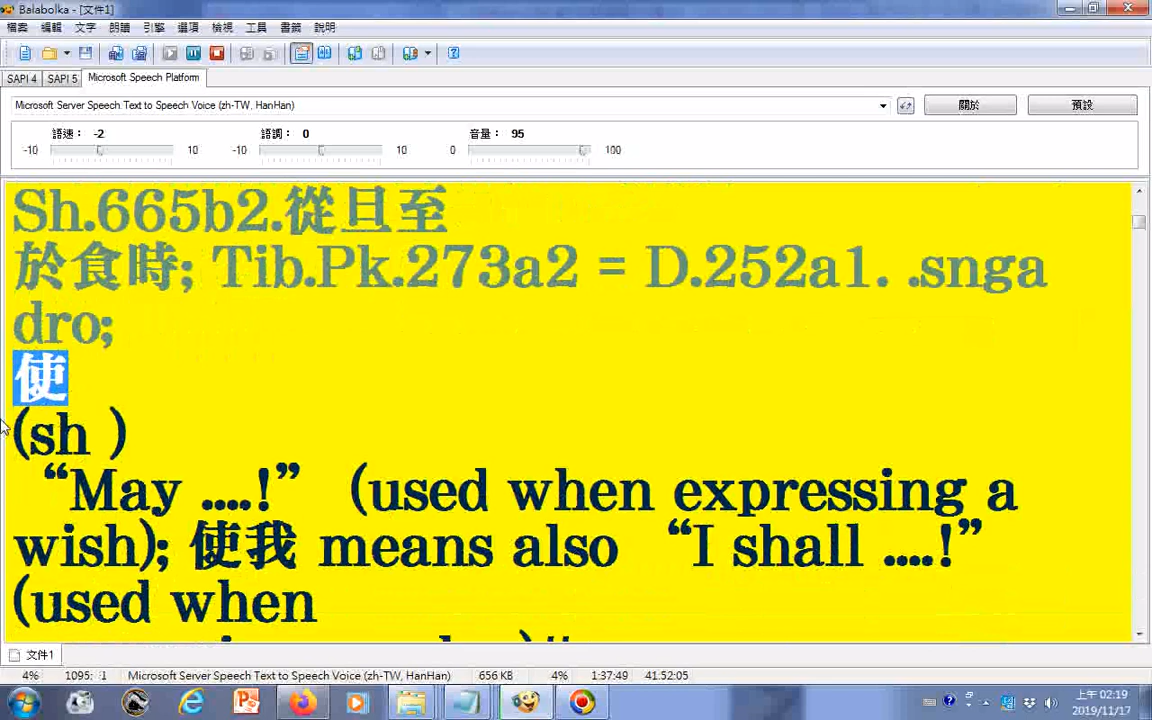 Balabolka - [文件1]
檔案 編輯 文字 朗讀 引擎 選項 檢視 工具 書籤 說明
SAPI 4 SAPI 5 Microsoft Speech Platform
Microsoft Server Speech Text to Speech Voice (zh-TW, HanHan) 關於 預設
語速： -2 語調： 0 音量： 95
-10 10 -10 10 0 100
Sh.665b2.從旦至
於食時; Tib.Pk.273a2 = D.252a1. .snga
dro;
使
(sh )
“May ....!” (used when expressing a
wish); 使我 means also “I shall ....!”
(used when
文件1
4% 1095: 1 Microsoft Server Speech Text to Speech Voice (zh-TW, HanHan) 656 KB 4% 1:37:49 41:52:05
上午 02:19
2019/11/17